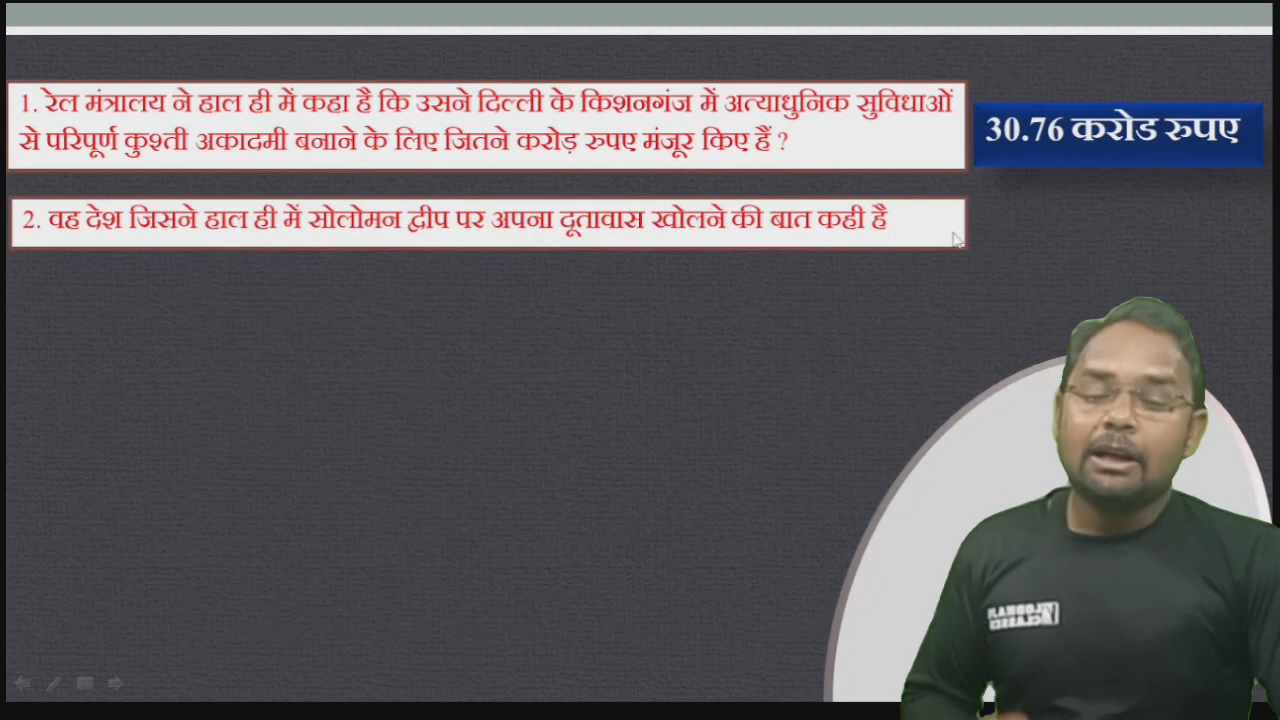 1. रेल मंत्रालय ने हाल ही में कहा है कि उसने दिल्ली के किशनगंज में अत्याधुनिक सुविधाओं
से परिपूर्ण कुश्ती अकादमी बनाने के लिए जितने करोड़ रुपए मंजूर किए हैं ?
30.76 करोड रुपए
2. वह देश जिसने हाल ही में सोलोमन द्वीप पर अपना दूतावास खोलने की बात कही है